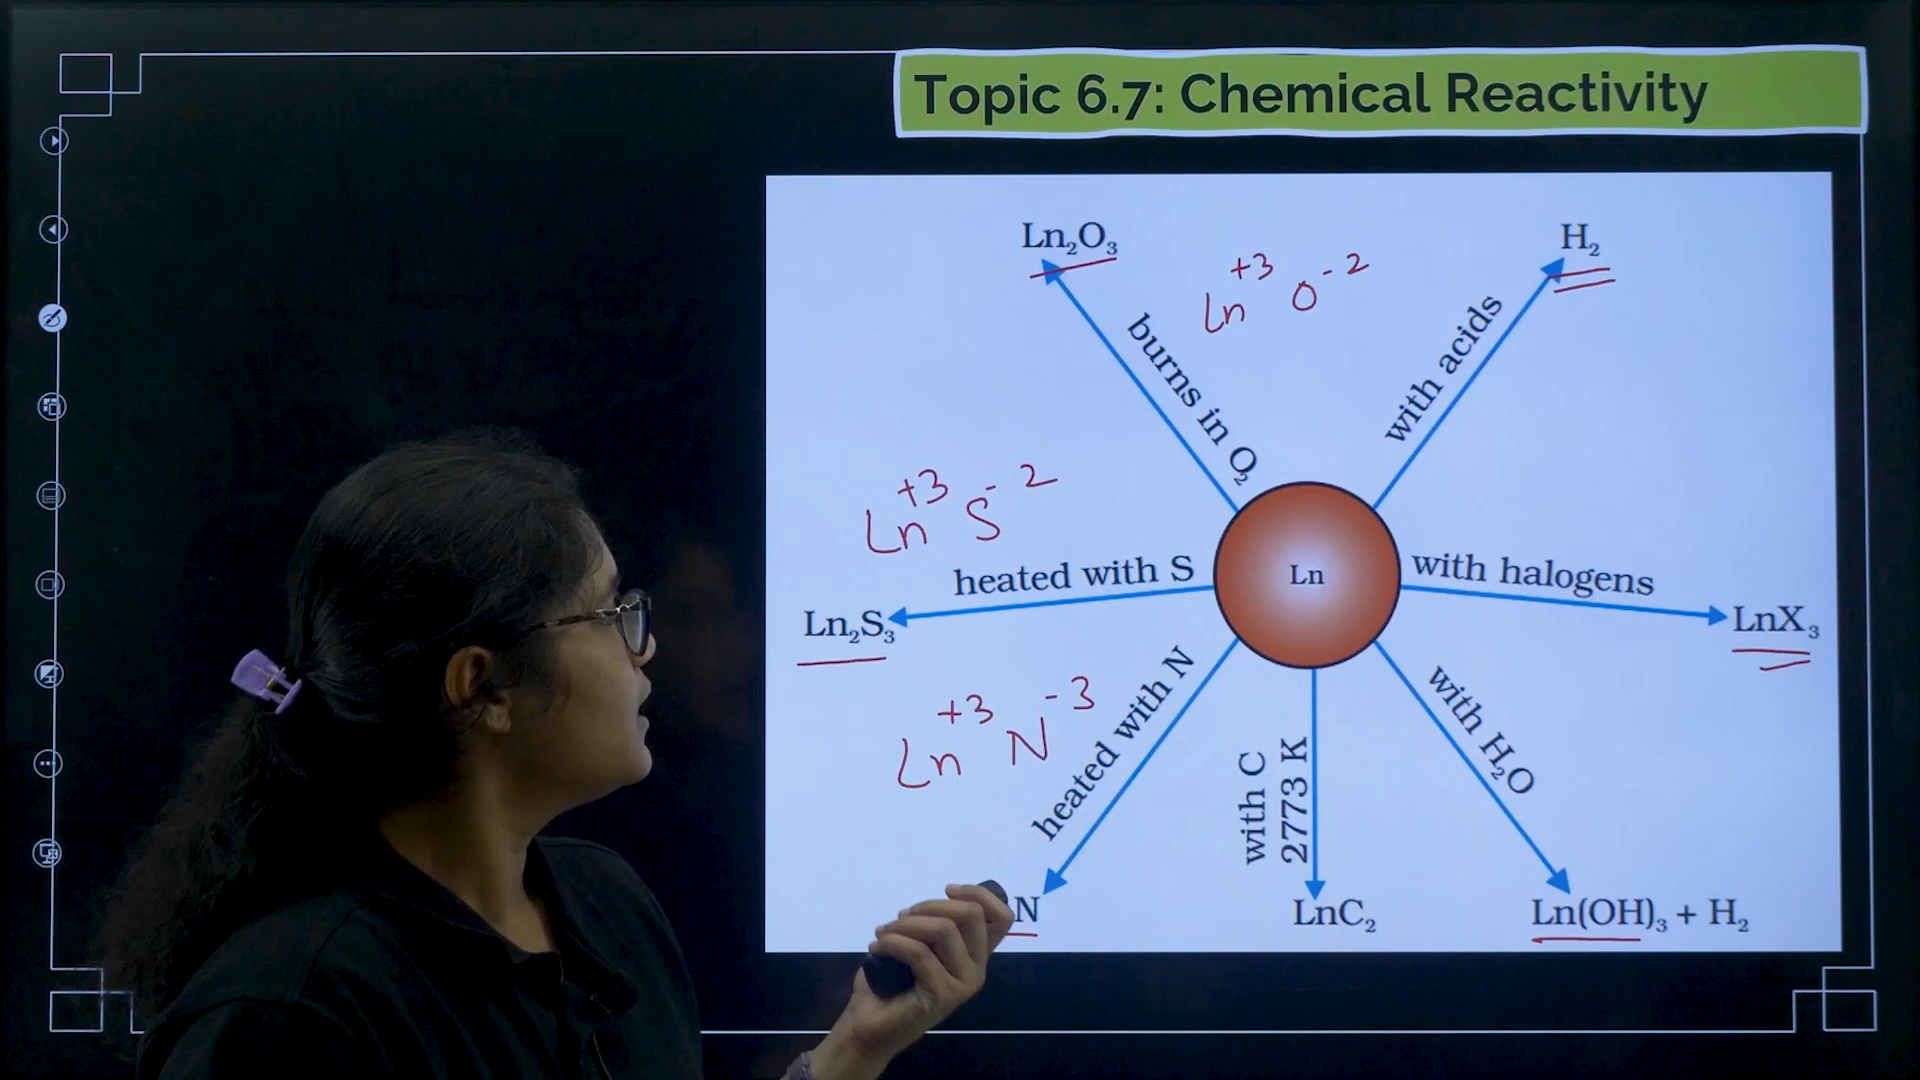 Topic 6.7: Chemical Reactivity
Ln₂O₃
H₂
Ln⁺³ O⁻²
burns in O₂
with acids
Ln⁺³ S⁻²
heated with S
Ln
with halogens
Ln₂S₃
LnX₃
Ln⁺³ N⁻³
heated with N
with C
2773 K
with H₂O
N
LnC₂
Ln(OH)₃ + H₂